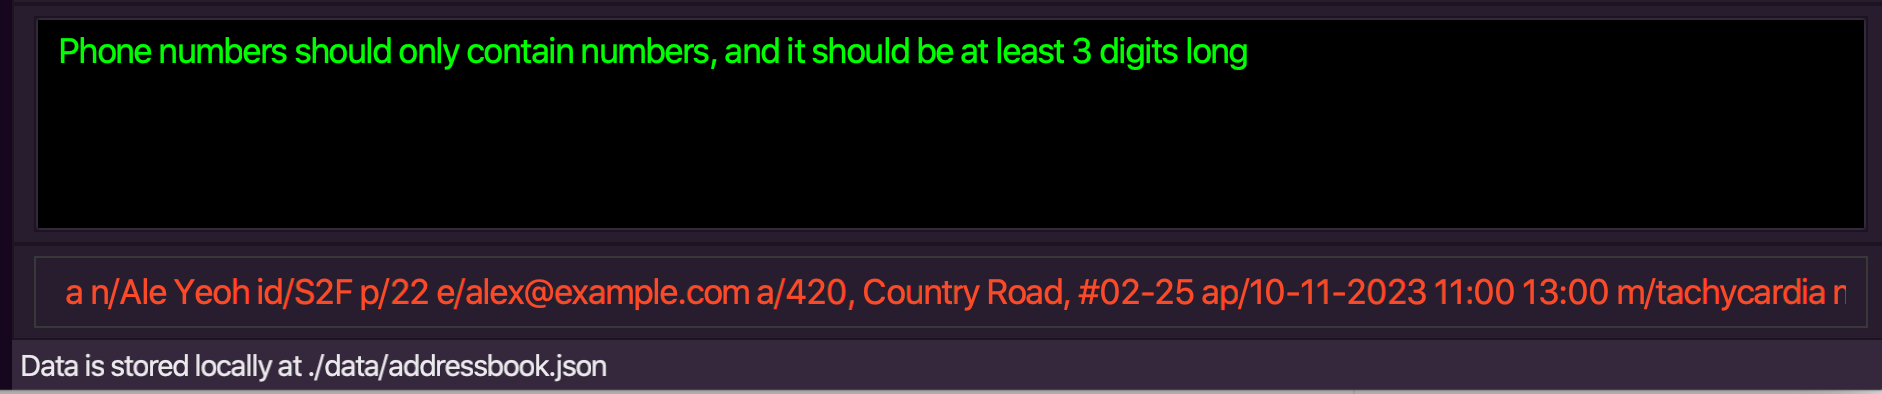 Phone numbers should only contain numbers, and it should be at least 3 digits long
a n/Ale Yeoh id/S2F p/22 e/alex@example.com a/420, Country Road, #02-25 ap/10-11-2023 11:00 13:00 m/tachycardia
Data is stored locally at ./data/addressbook.json